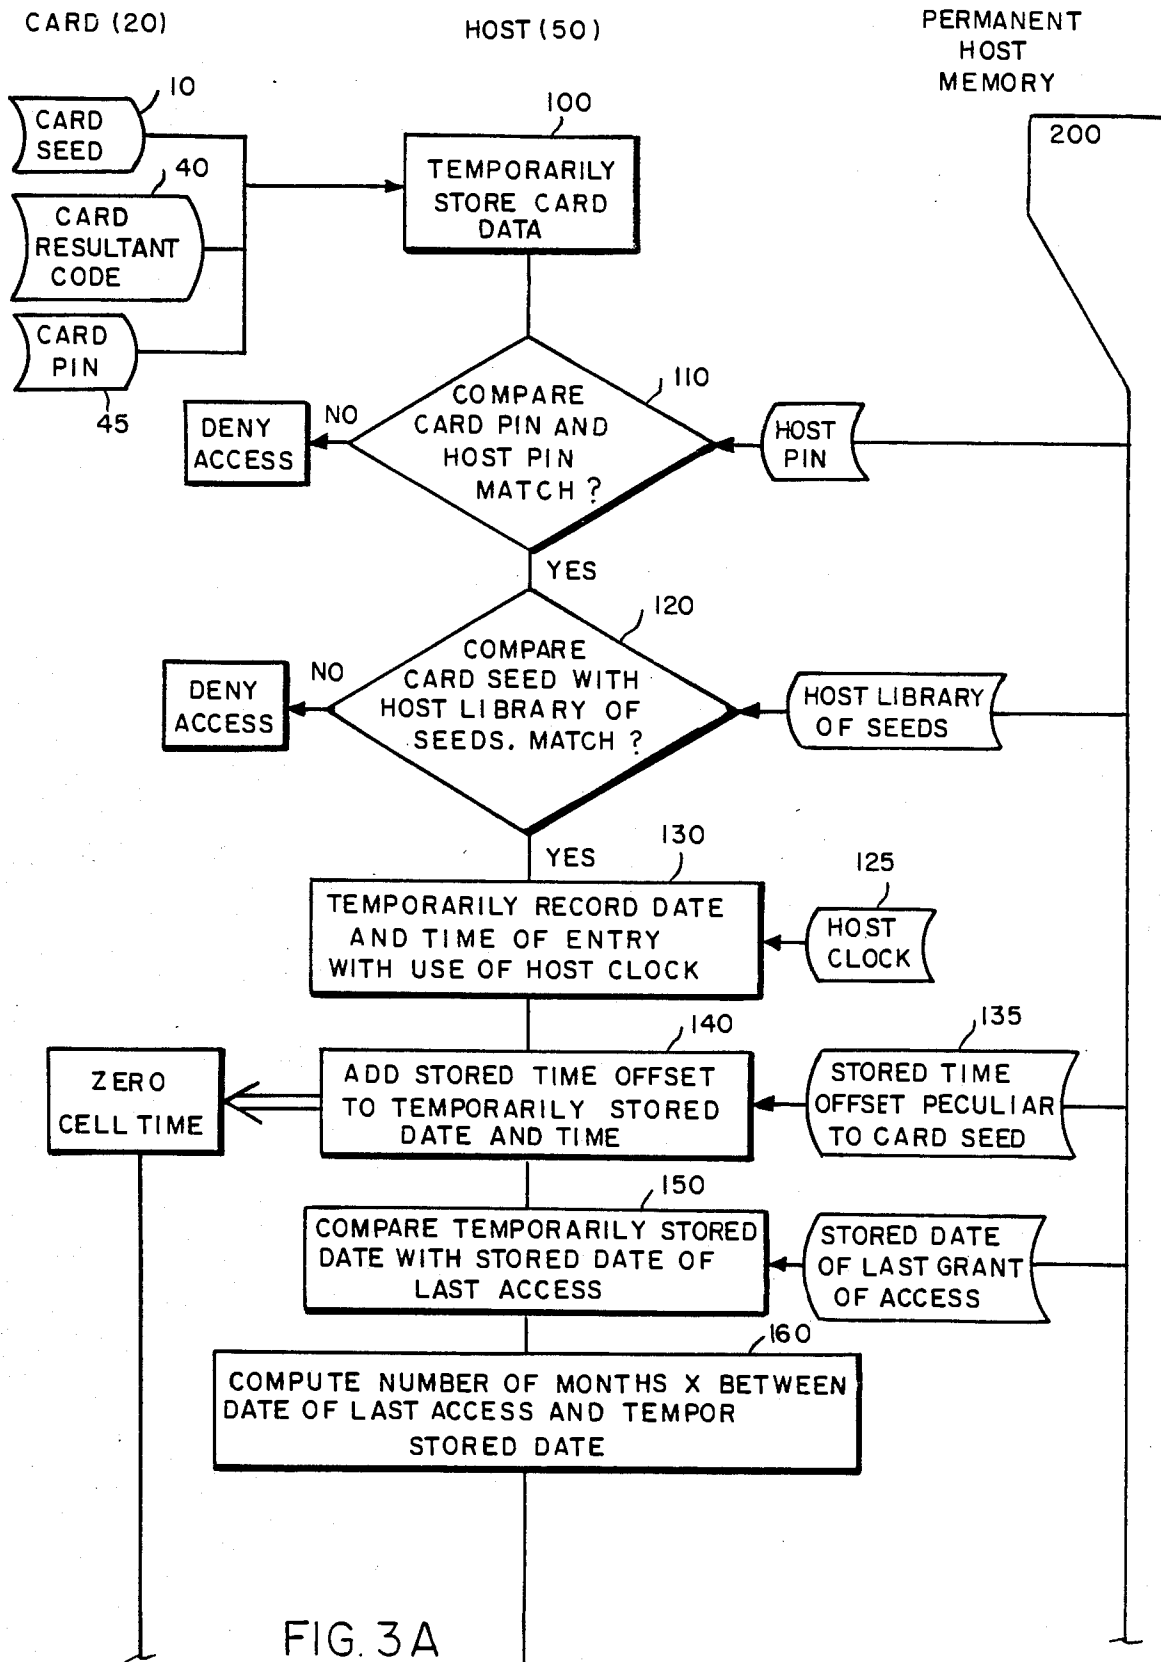 CARD (20)
HOST (50)
PERMANENT
HOST
MEMORY
10
CARD
SEED
40
CARD
RESULTANT
CODE
CARD
PIN
45
100
TEMPORARILY
STORE CARD
DATA
200
110
COMPARE
CARD PIN AND
HOST PIN
MATCH ?
NO
DENY
ACCESS
HOST
PIN
YES
120
COMPARE
CARD SEED WITH
HOST LIBRARY OF
SEEDS. MATCH ?
NO
DENY
ACCESS
HOST LIBRARY
OF SEEDS
YES
130
TEMPORARILY RECORD DATE
AND TIME OF ENTRY
WITH USE OF HOST CLOCK
125
HOST
CLOCK
140
ADD STORED TIME OFFSET
TO TEMPORARILY STORED
DATE AND TIME
135
STORED TIME
OFFSET PECULIAR
TO CARD SEED
ZERO
CELL TIME
150
COMPARE TEMPORARILY STORED
DATE WITH STORED DATE OF
LAST ACCESS
STORED DATE
OF LAST GRANT
OF ACCESS
160
COMPUTE NUMBER OF MONTHS X BETWEEN
DATE OF LAST ACCESS AND TEMPOR
STORED DATE
FIG. 3A